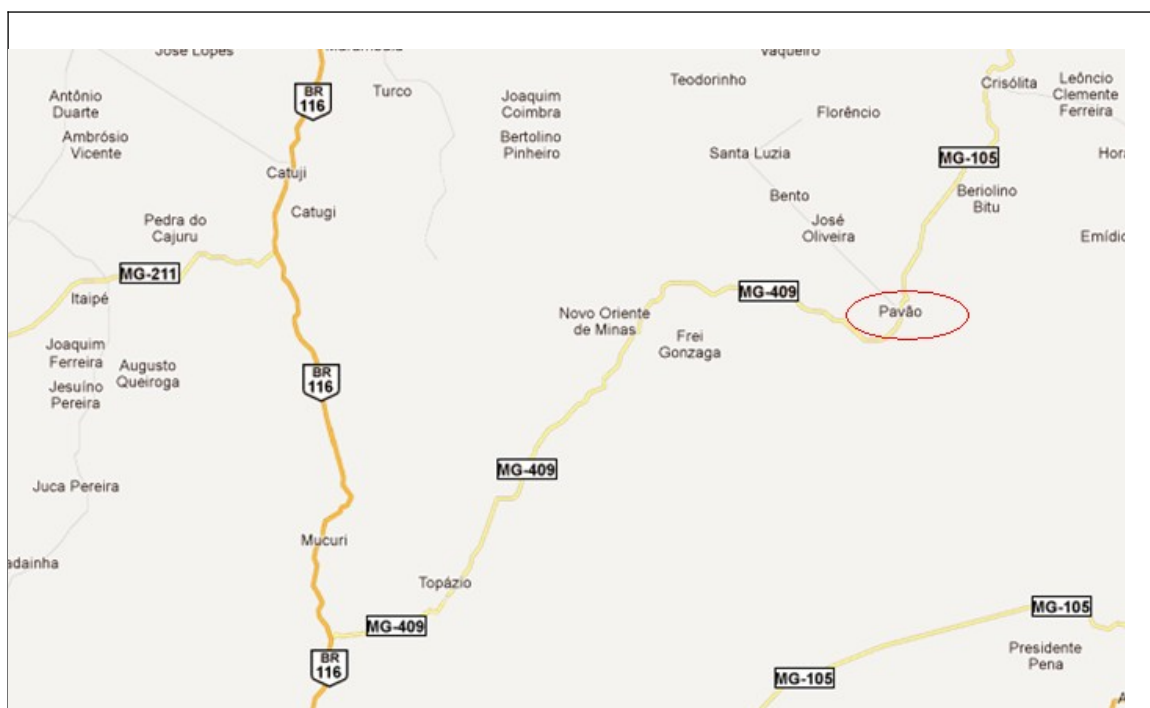 José Lopes
Vaqueiro
Teodorinho
Crisólita
Leôncio
Clemente
Ferreira
BR
116
Turco
Antônio
Duarte
Joaquim
Coimbra
Florêncio
Ambrósio
Vicente
Bertolino
Pinheiro
Santa Luzia
MG-105
Catuji
Bento
Beriolino
Bitu
Catugi
Pedra do
Cajuru
José
Oliveira
MG-211
MG-409
Itaipé
Novo Oriente
de Minas
Pavão
Frei
Gonzaga
Joaquim
Ferreira
Augusto
Queiroga
Jesuíno
Pereira
BR
116
MG-409
Juca Pereira
Mucuri
adainha
Topázio
MG-409
MG-105
Presidente
Pena
BR
116
MG-105